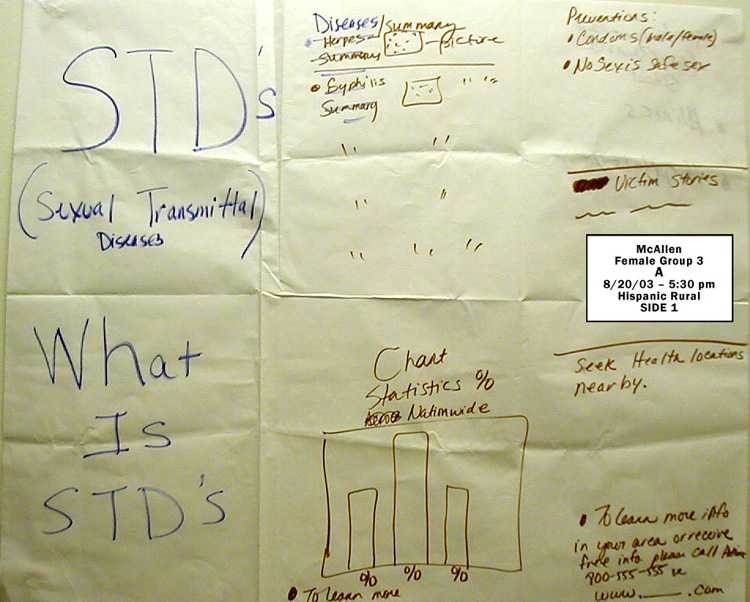 STD's
(Sexual Transmittal)
Diseases
What
Is
STD's
Diseases/summary
Herpes
summary
Picture
Syphilis
Summary
Chart
Statistics %
Across Nationwide
% % %
To learn more
Preventions:
Condoms (male/female)
No Sex is safe sex
Victim Stories
McAllen
Female Group 3
A
8/20/03 – 5:30 pm
Hispanic Rural
SIDE 1
Seek Health locations
nearby.
To learn more info
in your area or receive
free info please call
800-555-555
www.____.com